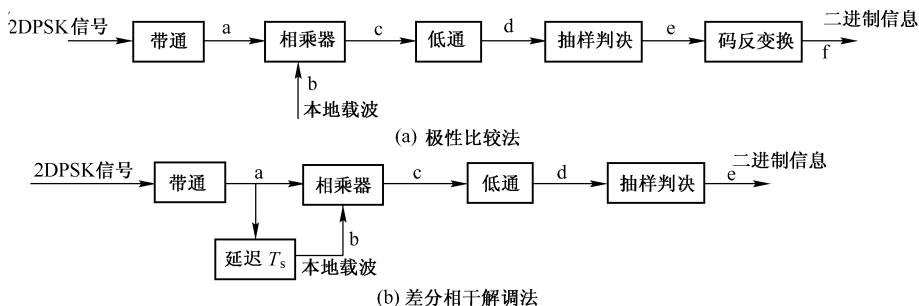 2DPSK信号 带通 a 相乘器 c 低通 d 抽样判决 e 码反变换 二进制信息 f
b
本地载波
(a) 极性比较法
2DPSK信号 带通 a 相乘器 c 低通 d 抽样判决 e 二进制信息
延迟 Ts b 本地载波
(b) 差分相干解调法